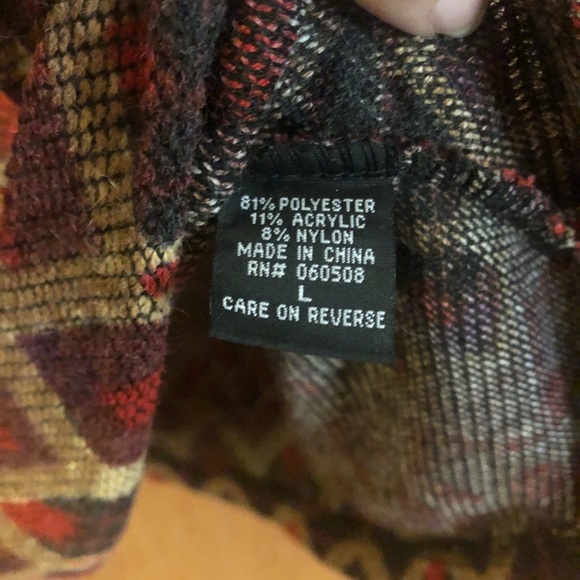 81% POLYESTER
11% ACRYLIC
8% NYLON
MADE IN CHINA
RN# 060508
L
CARE ON REVERSE